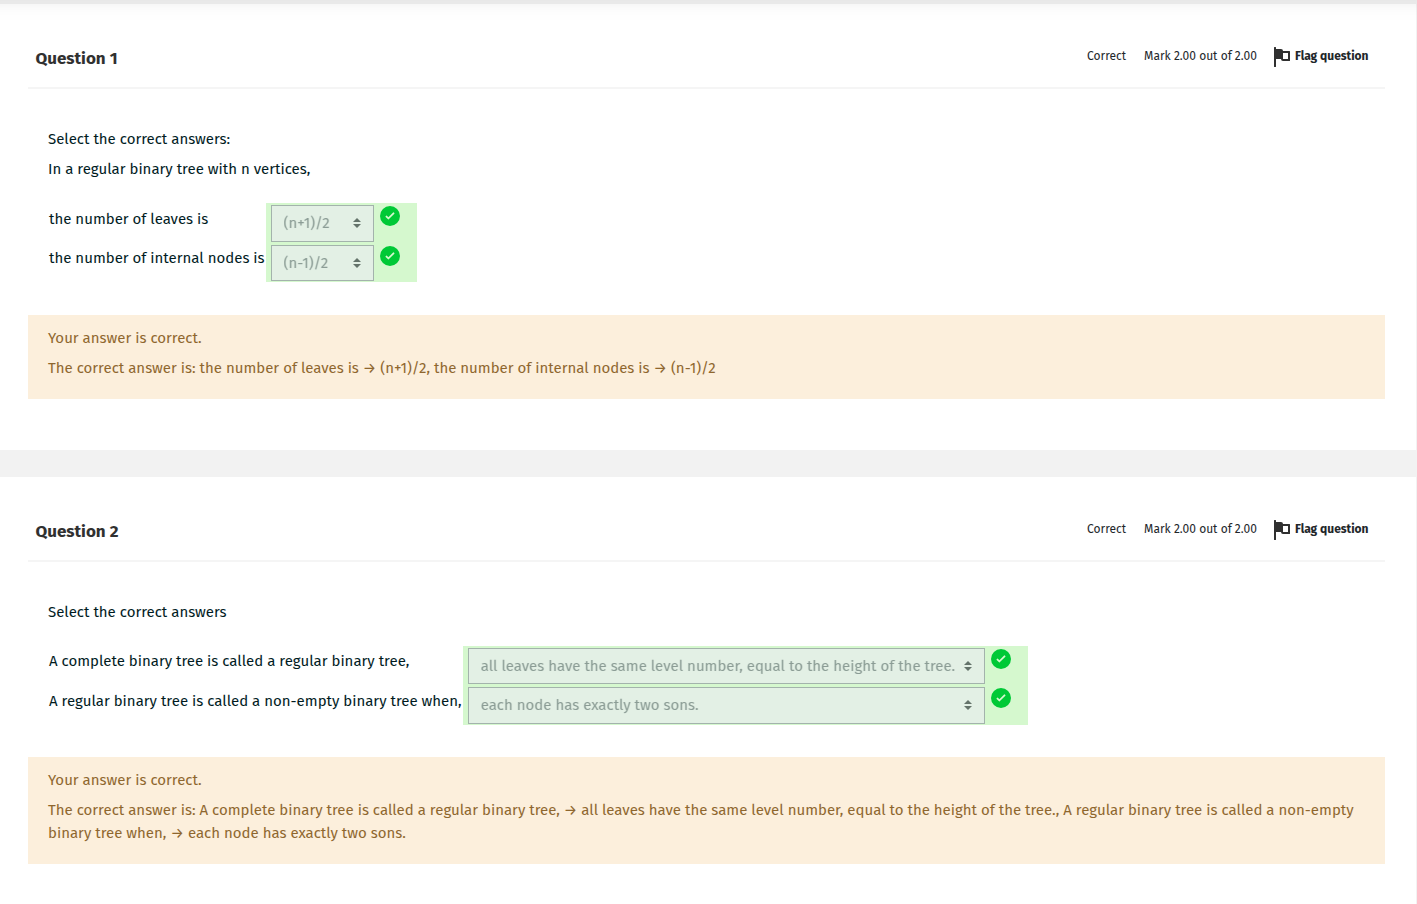 Question 1
Correct Mark 2.00 out of 2.00 Flag question
Select the correct answers:
In a regular binary tree with n vertices,
the number of leaves is (n+1)/2
the number of internal nodes is (n-1)/2
Your answer is correct.
The correct answer is: the number of leaves is → (n+1)/2, the number of internal nodes is → (n-1)/2
Question 2
Correct Mark 2.00 out of 2.00 Flag question
Select the correct answers
A complete binary tree is called a regular binary tree, all leaves have the same level number, equal to the height of the tree.
A regular binary tree is called a non-empty binary tree when, each node has exactly two sons.
Your answer is correct.
The correct answer is: A complete binary tree is called a regular binary tree, → all leaves have the same level number, equal to the height of the tree., A regular binary tree is called a non-empty
binary tree when, → each node has exactly two sons.